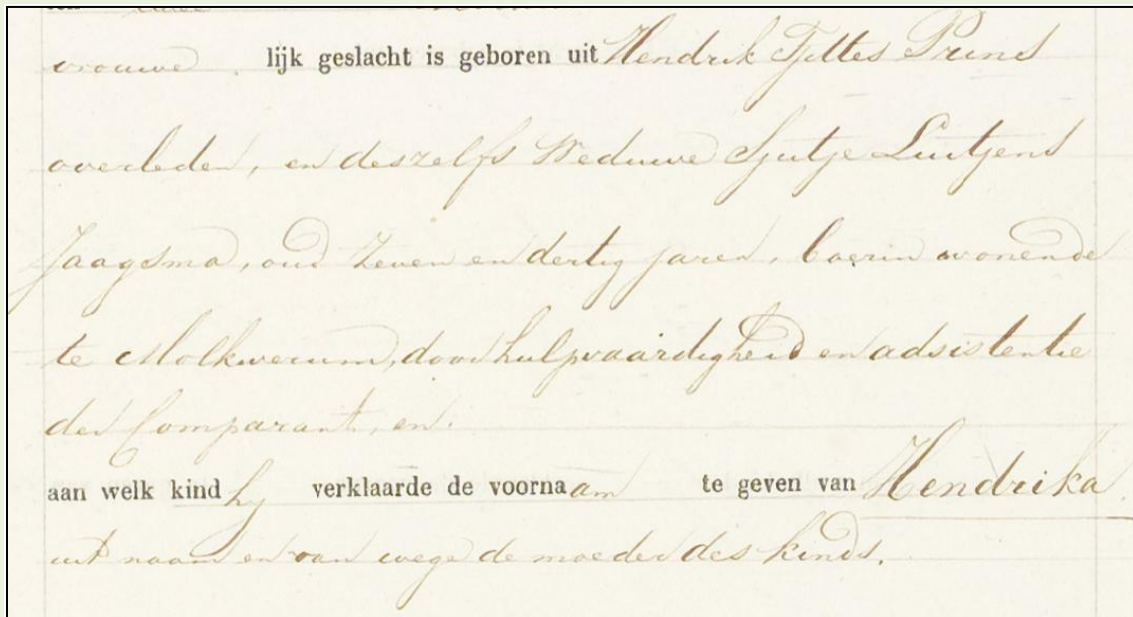 vrouwe lijk geslacht is geboren uit Hendrik Tjittes Prins
overleden, en deszelfs Weduwe Sjutje Luitjens
Jaagsma, oud zeven en dertig jaren, boerin wonende
te Molkwerum, door hulpvaardigheid en adsistentie
der Comparant, en.
aan welk kind hy verklaarde de voornaam te geven van Hendrika.
uit naam en van wege de moeder des kinds.